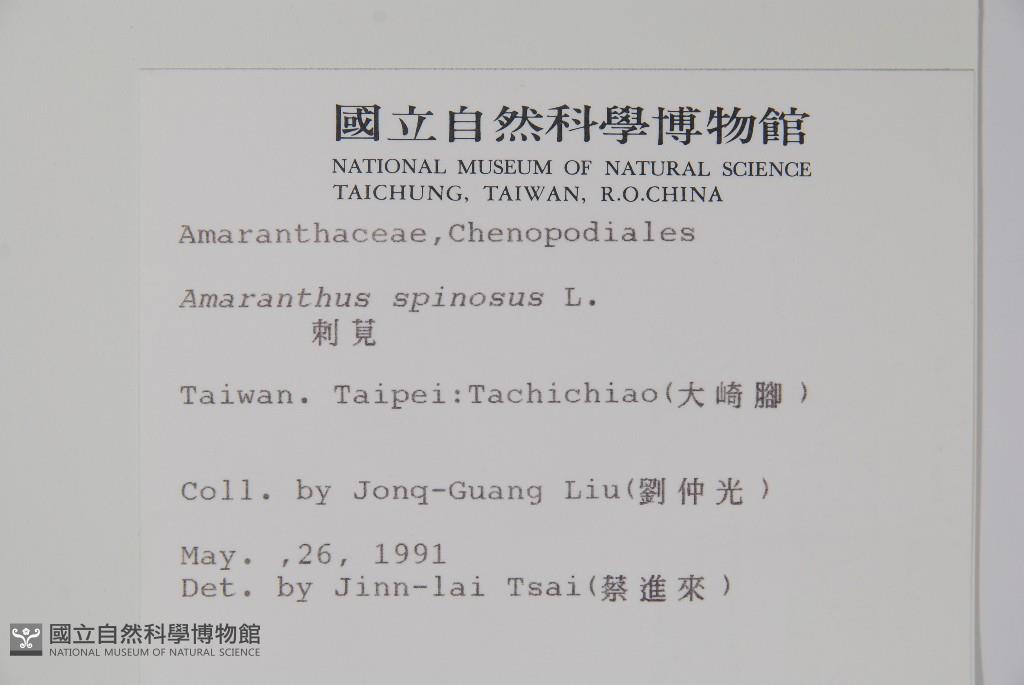 國立自然科學博物館
NATIONAL MUSEUM OF NATURAL SCIENCE
TAICHUNG, TAIWAN, R.O.CHINA
Amaranthaceae,Chenopodiales
Amaranthus spinosus L.
刺莧
Taiwan. Taipei:Tachichiao(大崎腳)
Coll. by Jonq-Guang Liu(劉仲光)
May. ,26, 1991
Det. by Jinn-lai Tsai(蔡進來)
國立自然科學博物館
NATIONAL MUSEUM OF NATURAL SCIENCE